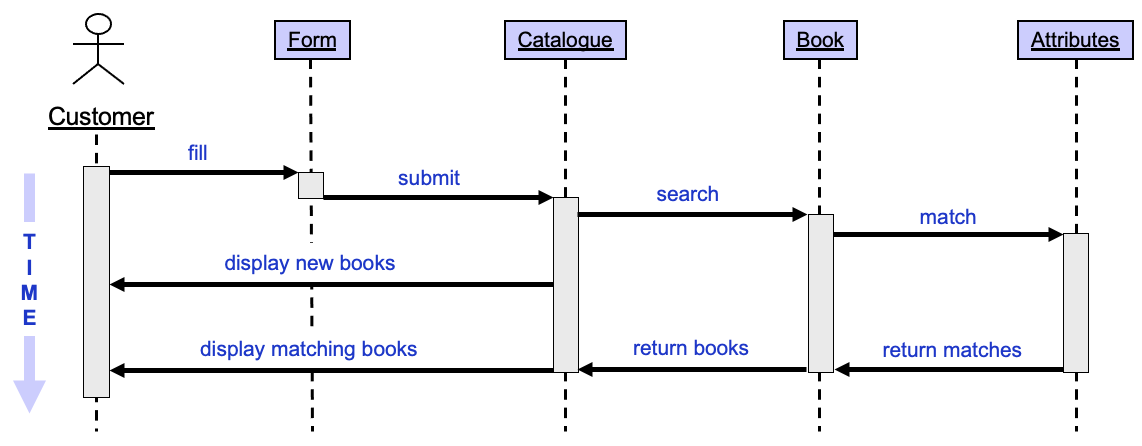 Form
Catalogue
Book
Attributes
Customer
fill
submit
search
match
TIME
display new books
display matching books
return books
return matches